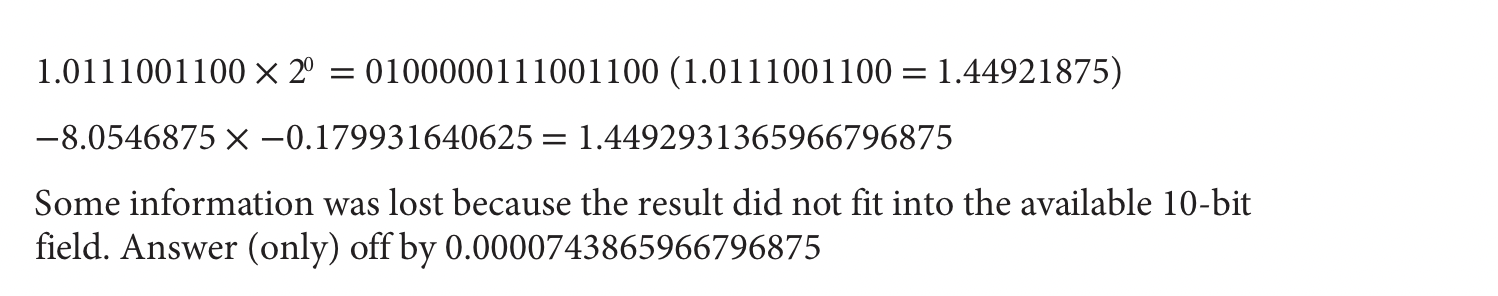 1.0111001100 × 2⁰ = 0100000111001100 (1.0111001100 = 1.44921875)
−8.0546875 × −0.179931640625 = 1.4492931365966796875
Some information was lost because the result did not fit into the available 10-bit
field. Answer (only) off by 0.0000743865966796875